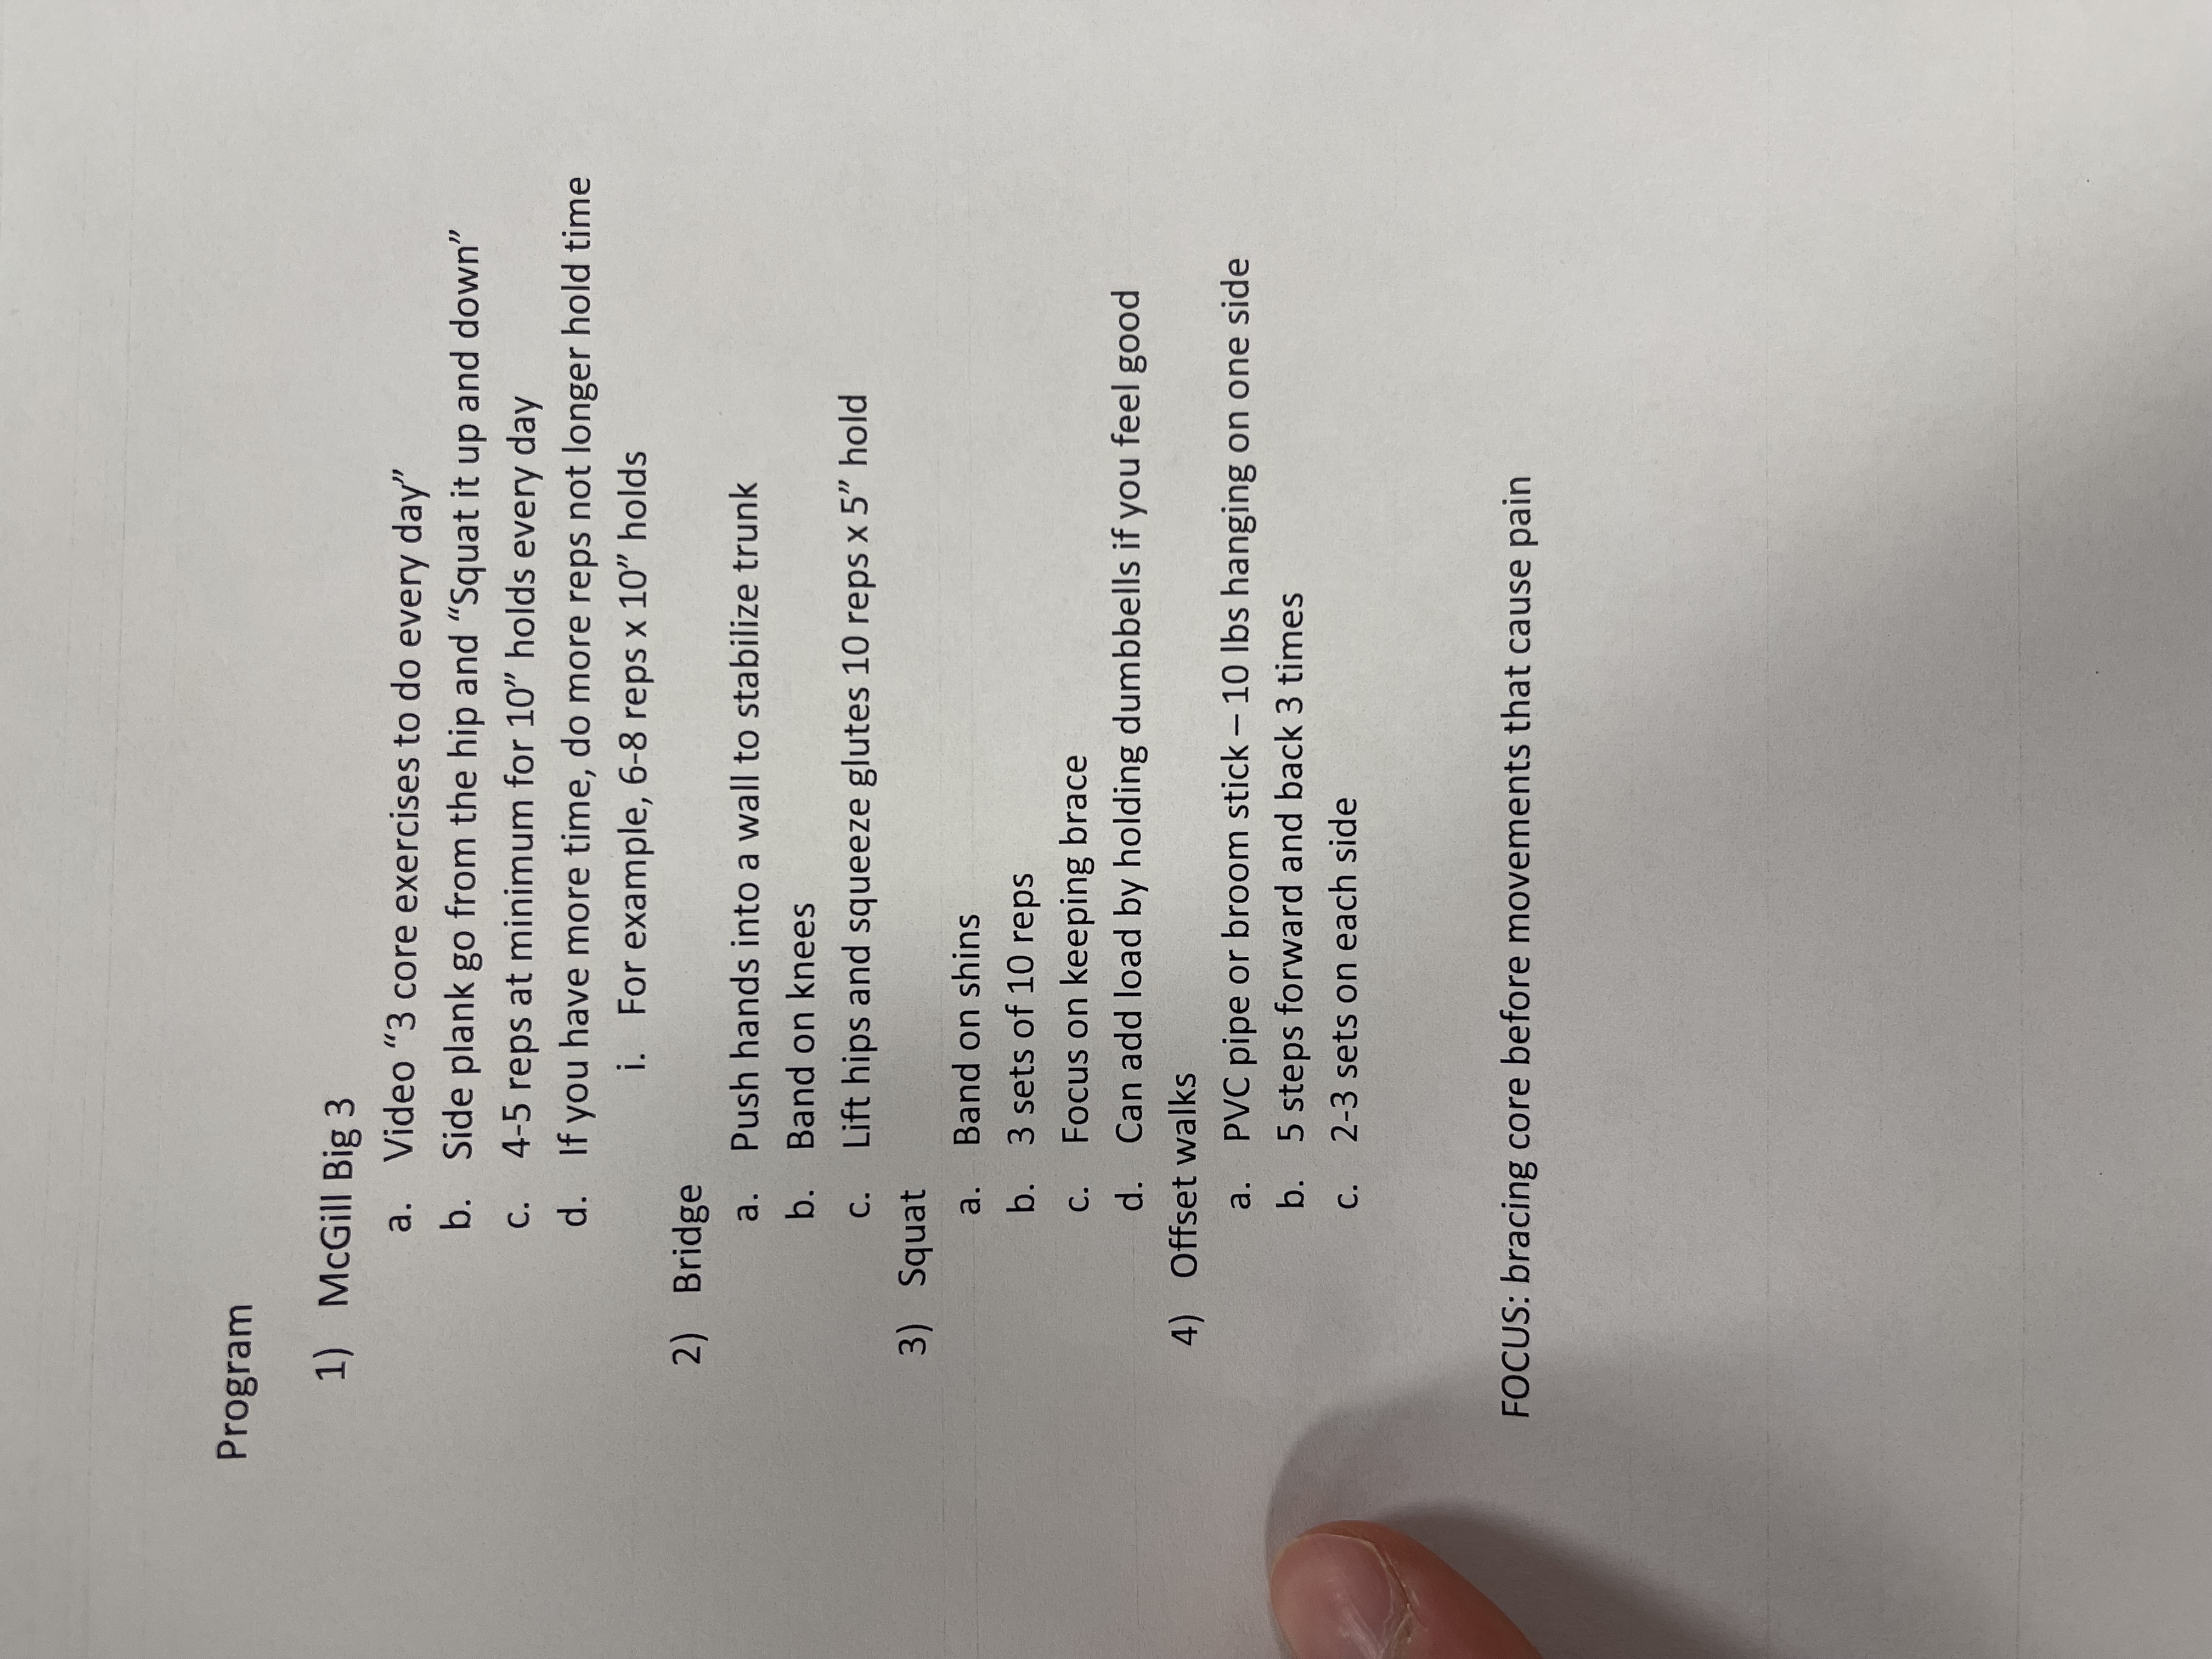 Program
1) McGill Big 3
a. Video “3 core exercises to do every day”
b. Side plank go from the hip and “Squat it up and down”
c. 4-5 reps at minimum for 10” holds every day
d. If you have more time, do more reps not longer hold time
i. For example, 6-8 reps x 10” holds
2) Bridge
a. Push hands into a wall to stabilize trunk
b. Band on knees
c. Lift hips and squeeze glutes 10 reps x 5” hold
3) Squat
a. Band on shins
b. 3 sets of 10 reps
c. Focus on keeping brace
d. Can add load by holding dumbbells if you feel good
4) Offset walks
a. PVC pipe or broom stick – 10 lbs hanging on one side
b. 5 steps forward and back 3 times
c. 2-3 sets on each side
FOCUS: bracing core before movements that cause pain